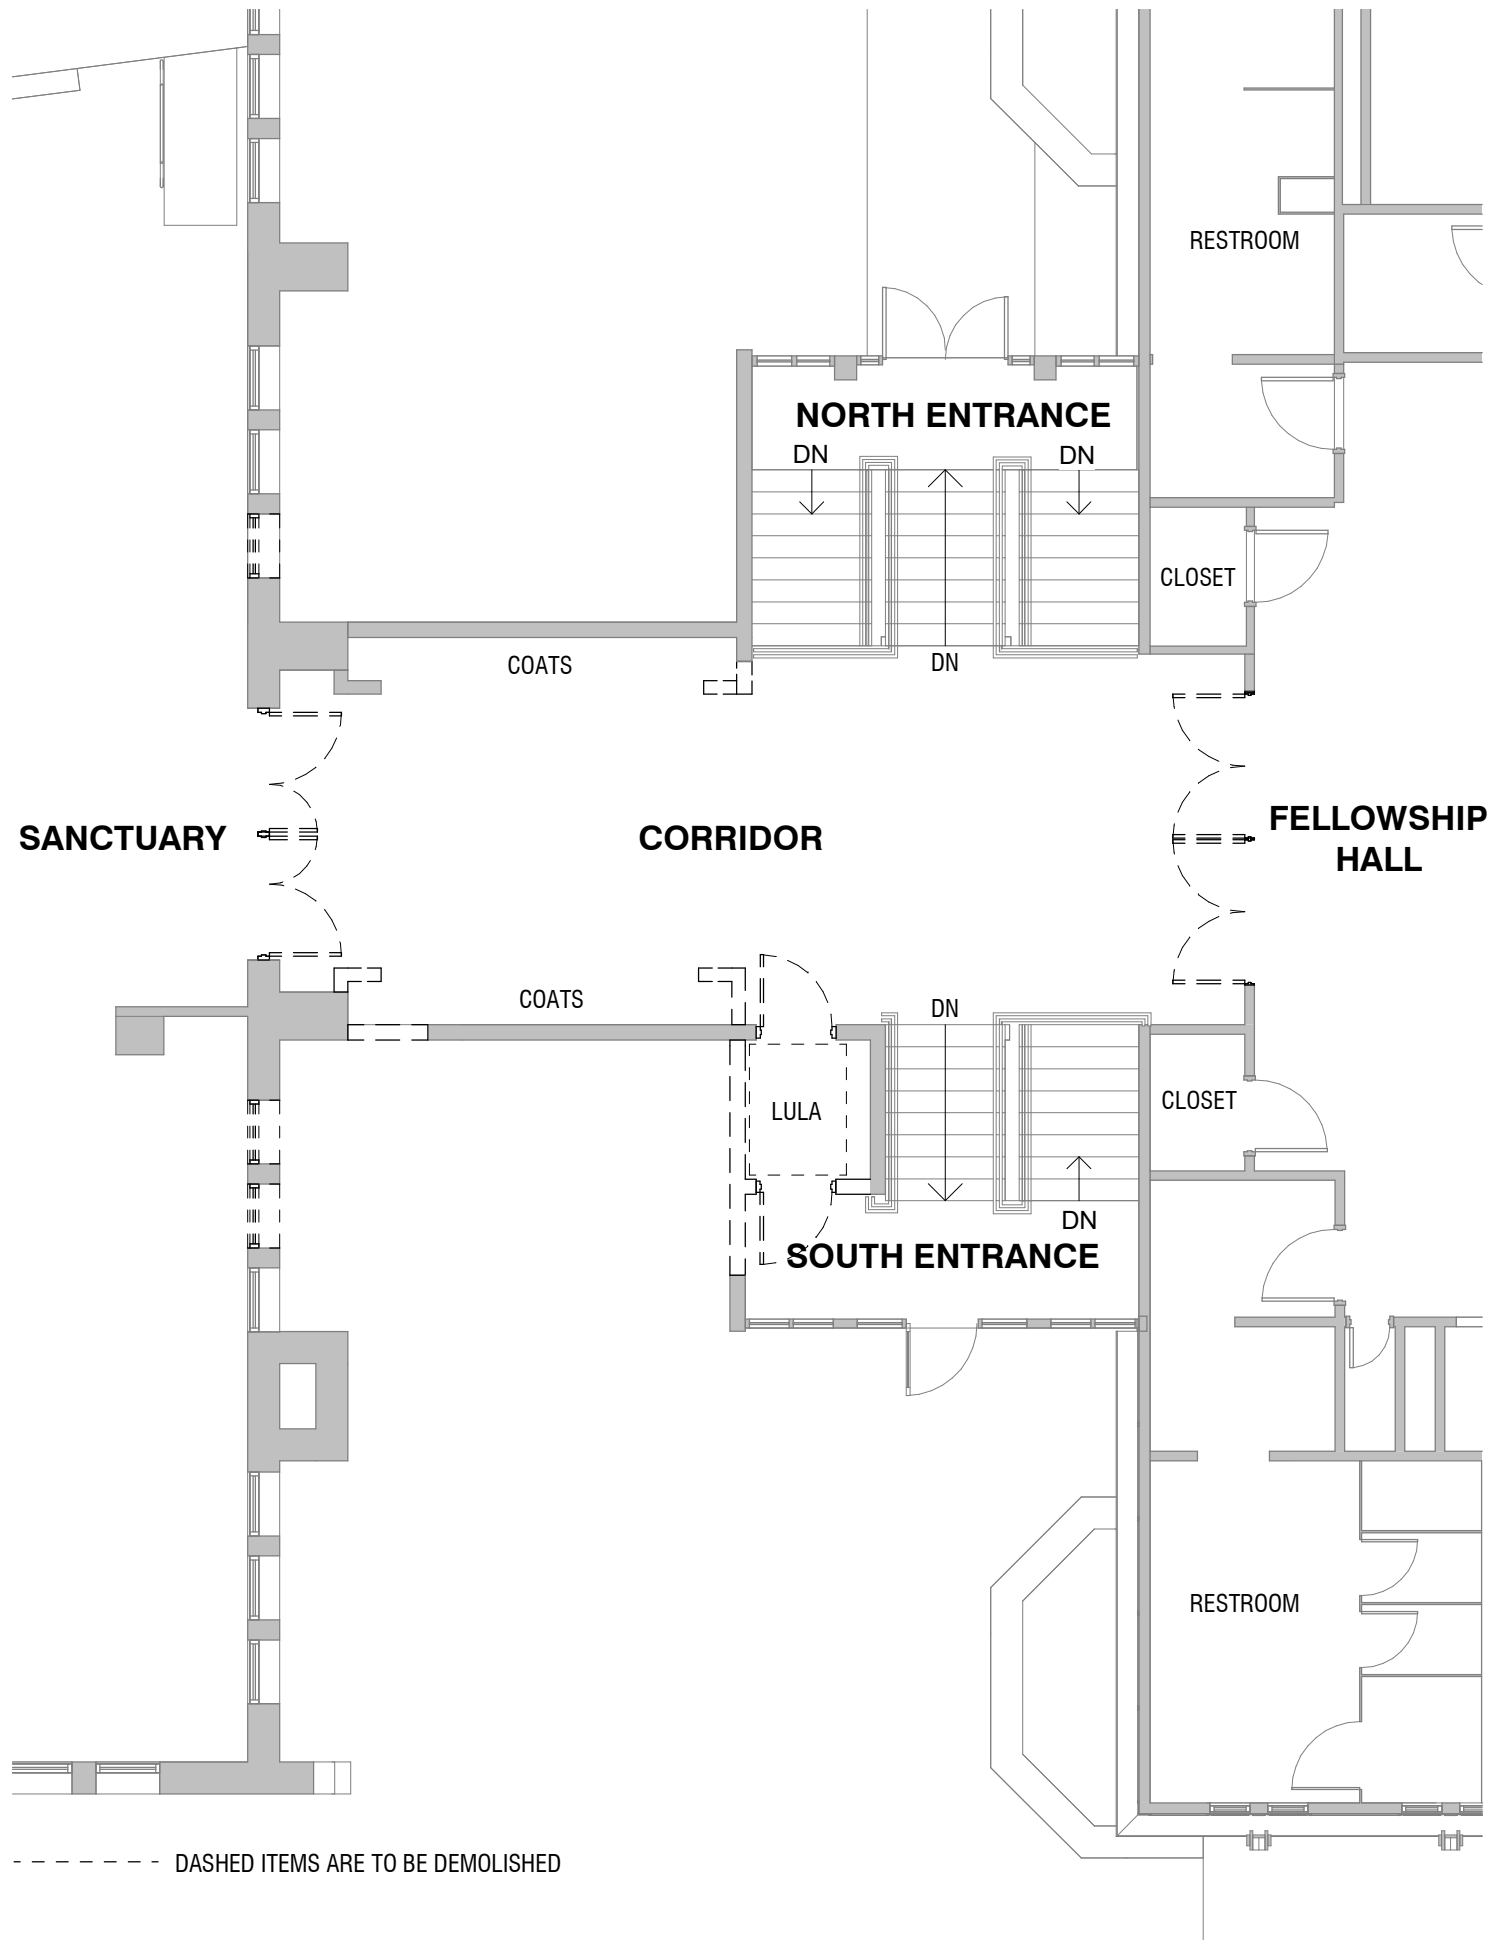 RESTROOM
NORTH ENTRANCE
DN
DN
CLOSET
COATS
DN
SANCTUARY
CORRIDOR
FELLOWSHIP
HALL
COATS
DN
LULA
CLOSET
DN
SOUTH ENTRANCE
RESTROOM
DASHED ITEMS ARE TO BE DEMOLISHED